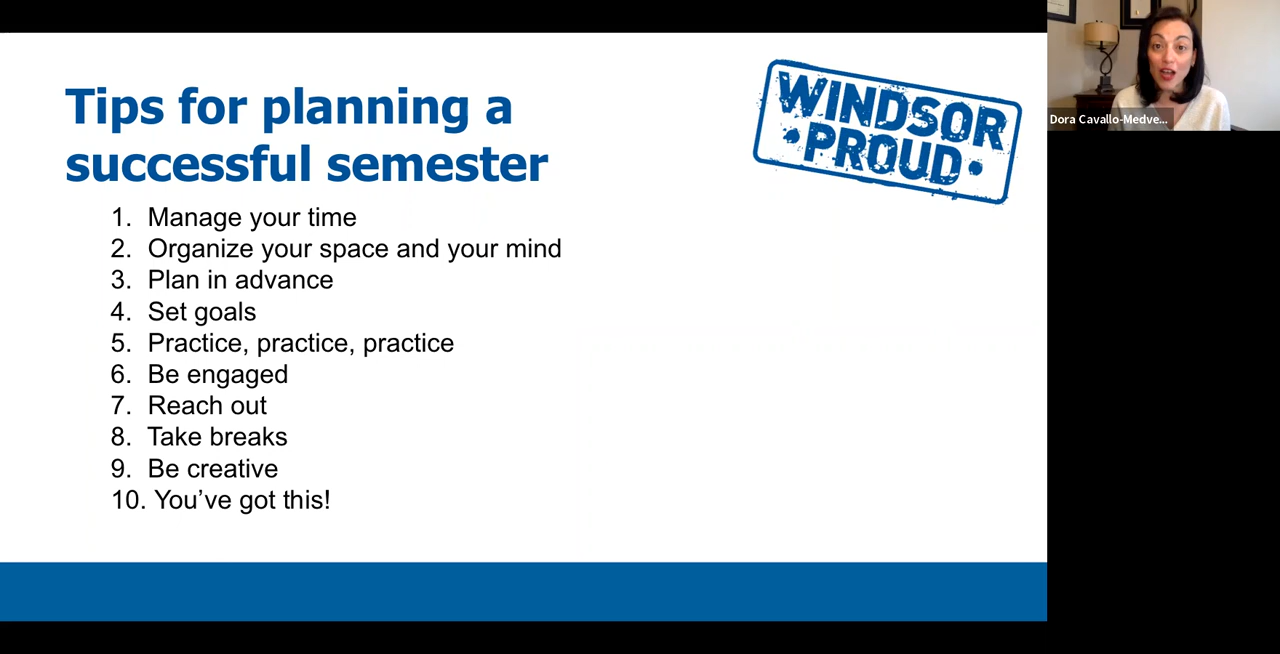 Tips for planning a
successful semester
WINDSOR
•PROUD•
1. Manage your time
2. Organize your space and your mind
3. Plan in advance
4. Set goals
5. Practice, practice, practice
6. Be engaged
7. Reach out
8. Take breaks
9. Be creative
10. You’ve got this!
Dora Cavallo-Medve...